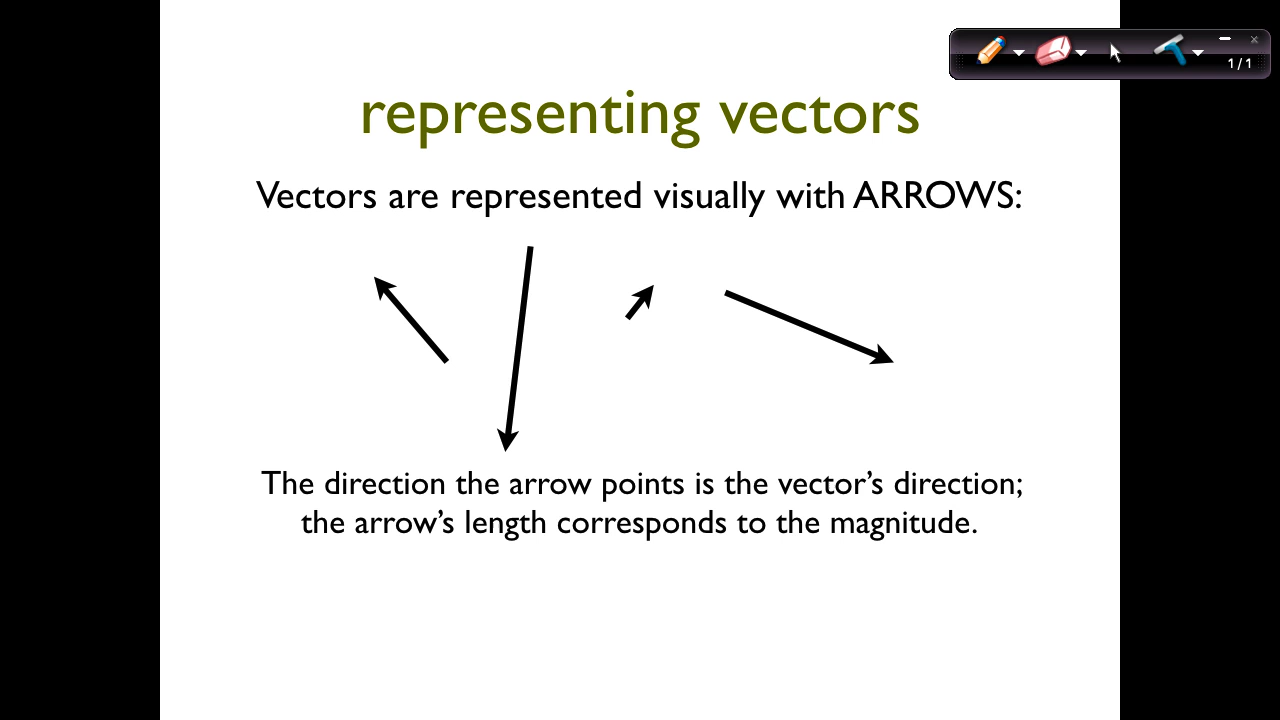 1/1
representing vectors
Vectors are represented visually with ARROWS:
The direction the arrow points is the vector’s direction;
the arrow’s length corresponds to the magnitude.